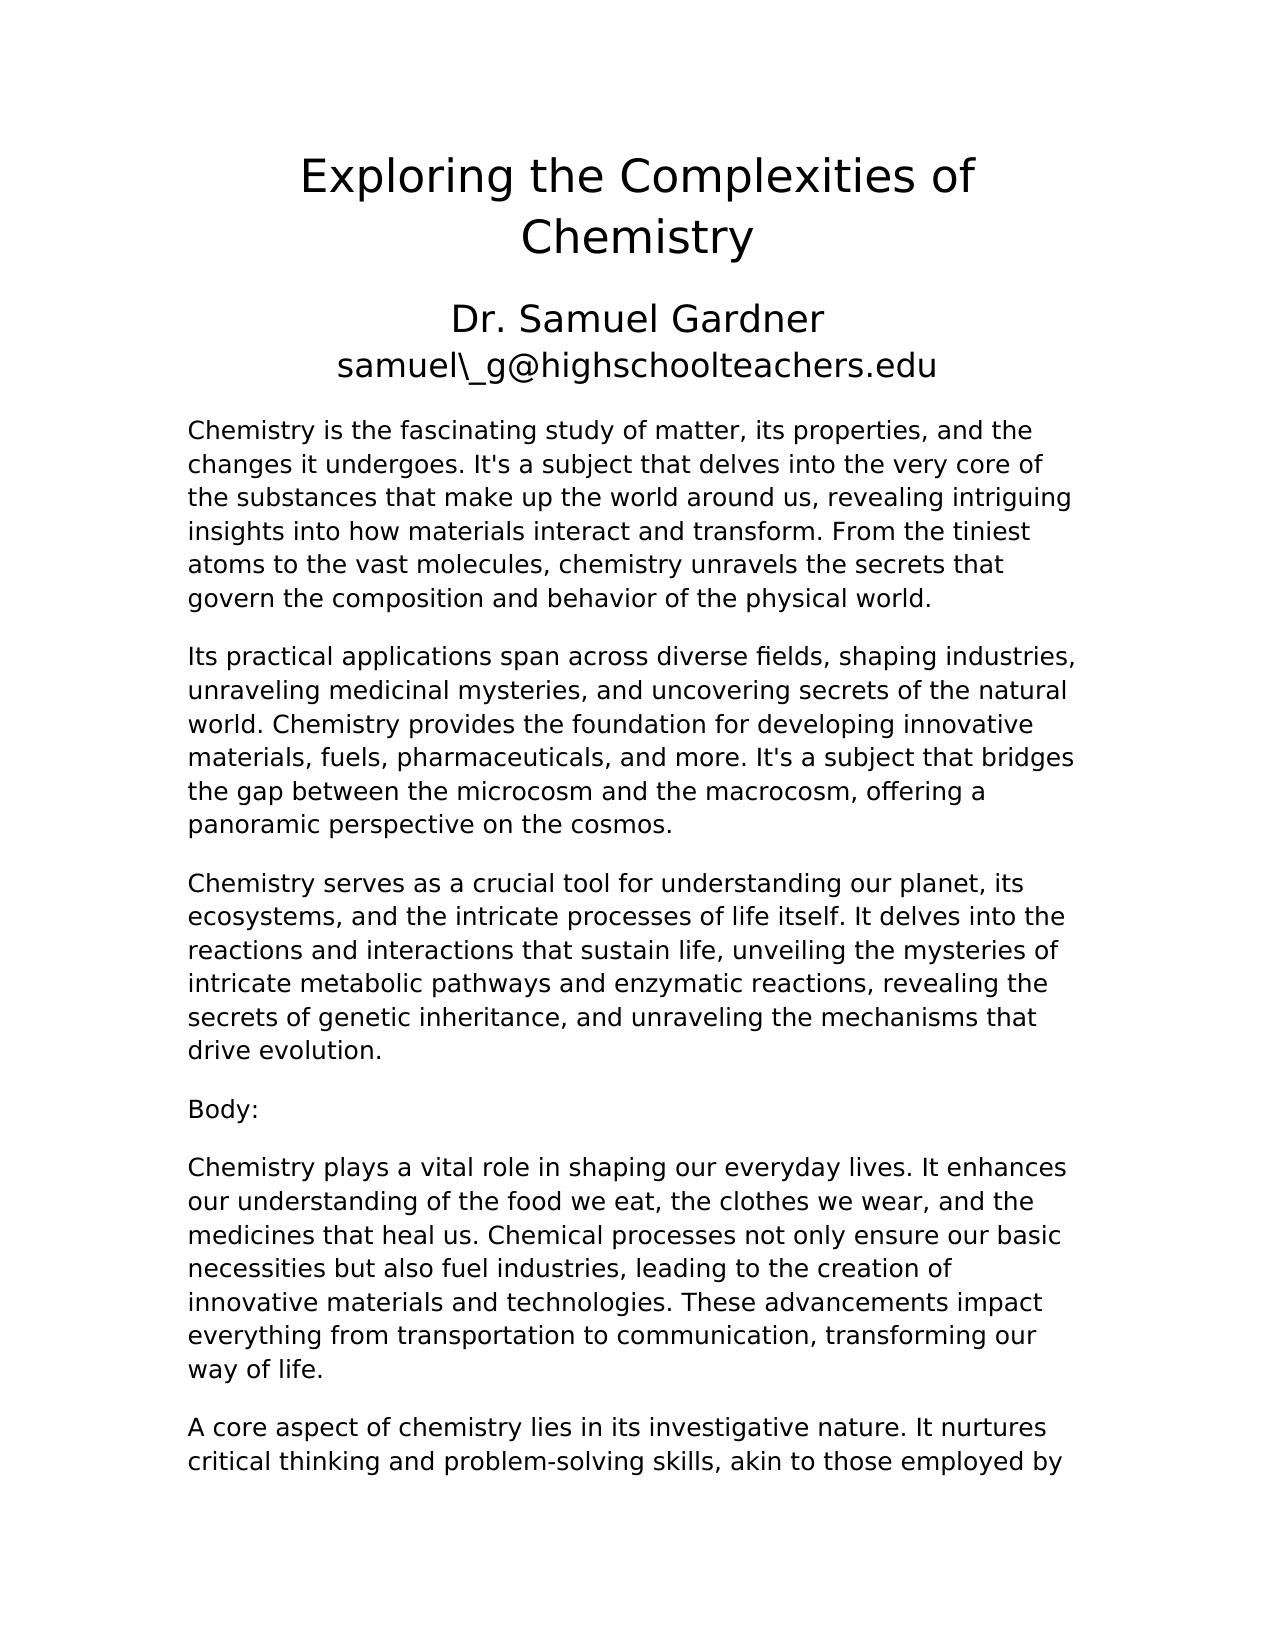 Exploring the Complexities of
Chemistry
Dr. Samuel Gardner
samuel\_g@highschoolteachers.edu
Chemistry is the fascinating study of matter, its properties, and the
changes it undergoes. It's a subject that delves into the very core of
the substances that make up the world around us, revealing intriguing
insights into how materials interact and transform. From the tiniest
atoms to the vast molecules, chemistry unravels the secrets that
govern the composition and behavior of the physical world.
Its practical applications span across diverse fields, shaping industries,
unraveling medicinal mysteries, and uncovering secrets of the natural
world. Chemistry provides the foundation for developing innovative
materials, fuels, pharmaceuticals, and more. It's a subject that bridges
the gap between the microcosm and the macrocosm, offering a
panoramic perspective on the cosmos.
Chemistry serves as a crucial tool for understanding our planet, its
ecosystems, and the intricate processes of life itself. It delves into the
reactions and interactions that sustain life, unveiling the mysteries of
intricate metabolic pathways and enzymatic reactions, revealing the
secrets of genetic inheritance, and unraveling the mechanisms that
drive evolution.
Body:
Chemistry plays a vital role in shaping our everyday lives. It enhances
our understanding of the food we eat, the clothes we wear, and the
medicines that heal us. Chemical processes not only ensure our basic
necessities but also fuel industries, leading to the creation of
innovative materials and technologies. These advancements impact
everything from transportation to communication, transforming our
way of life.
A core aspect of chemistry lies in its investigative nature. It nurtures
critical thinking and problem-solving skills, akin to those employed by